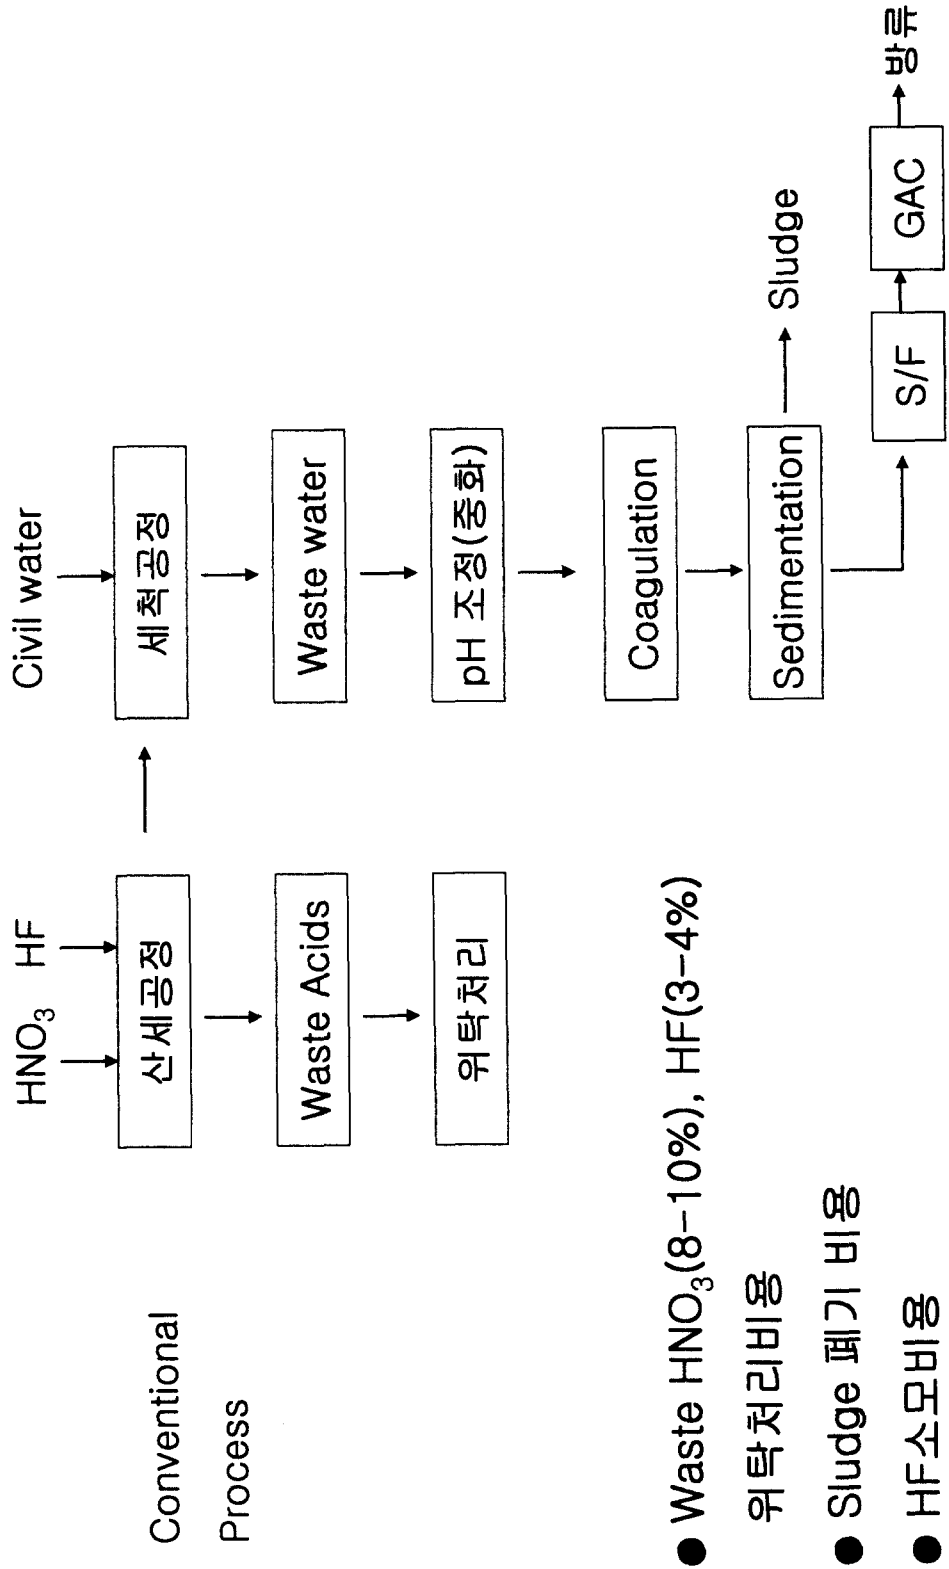 Conventional
Process
HNO₃
HF
Civil water
산세공정
세척공정
Waste Acids
Waste water
위탁처리
pH 조정(중화)
Coagulation
Sedimentation
Sludge
S/F
GAC
방류
● Waste HNO₃(8-10%), HF(3-4%)
위탁처리비용
● Sludge 폐기 비용
● HF소모비용